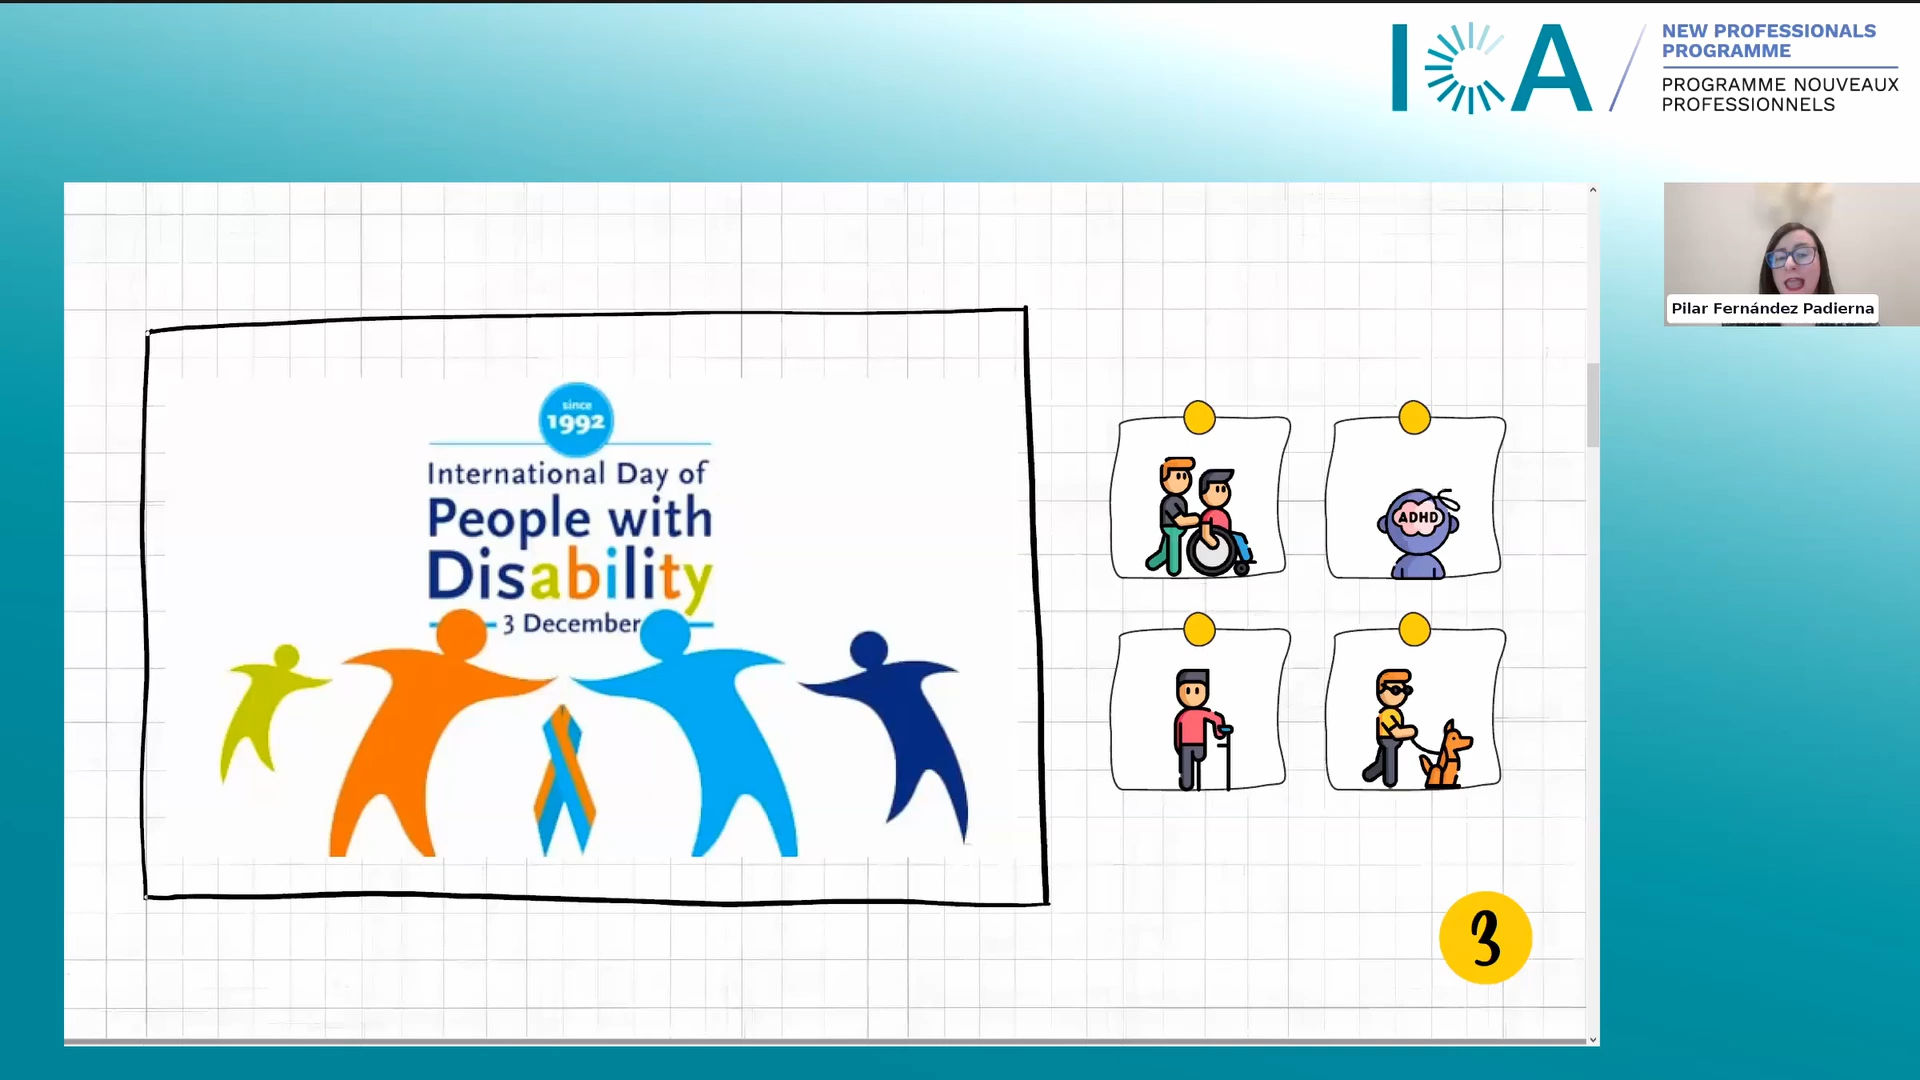 ICA
NEW PROFESSIONALS
PROGRAMME
PROGRAMME NOUVEAUX
PROFESSIONNELS
Pilar Fernández Padierna
since
1992
International Day of
People with
Disability
3 December
ADHD
3